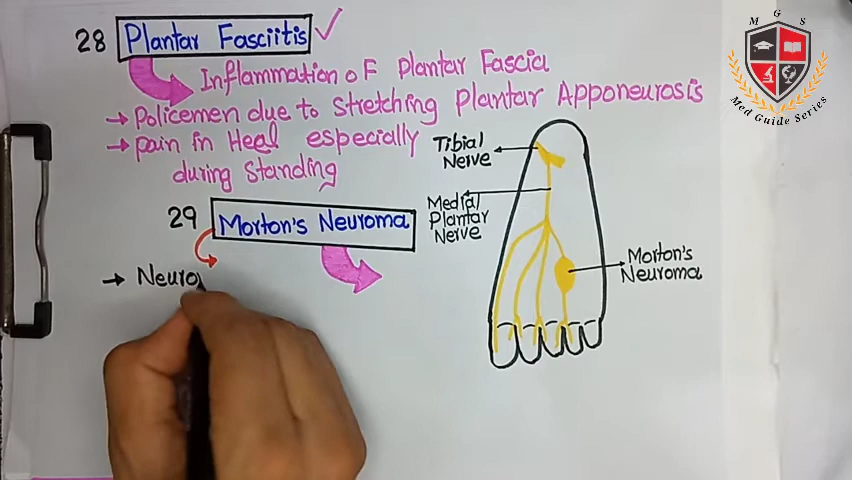 28 Plantar Fasciitis
Inflammation of Plantar Fascia
→ Policemen due to Stretching Plantar Apponeurosis
→ pain in Heal especially
during Standing
29 Morton's Neuroma
→ Neuro
Tibial
Nerve
Medial
Plantar
Nerve
Morton's
Neuroma
M G S
Med Guide Series